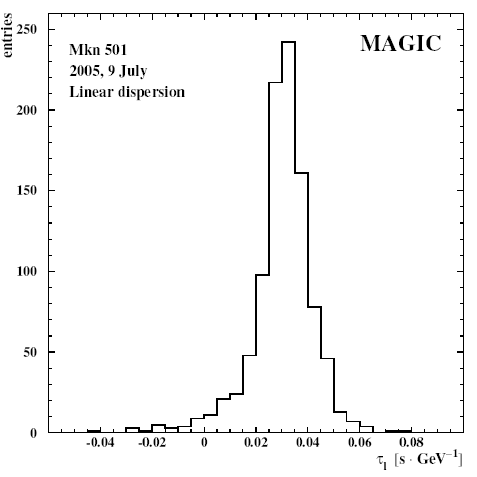 entries
250
200
150
100
50
0
Mkn 501
2005, 9 July
Linear dispersion
MAGIC
-0.04 -0.02 0 0.02 0.04 0.06 0.08
τ_l [s · GeV⁻¹]